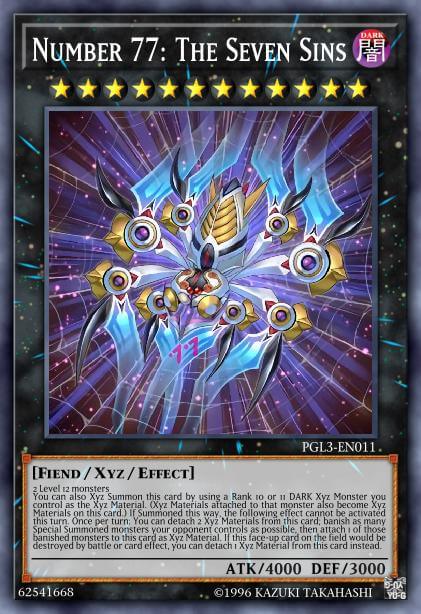 NUMBER 77: THE SEVEN SINS
DARK
闇
77
PGL3-EN011
[FIEND / XYZ / EFFECT]
2 Level 12 monsters
You can also Xyz Summon this card by using a Rank 10 or 11 DARK Xyz Monster you
control as the Xyz Material. (Xyz Materials attached to that monster also become Xyz
Materials on this card.) If Summoned this way, the following effect cannot be activated
this turn. Once per turn: You can detach 2 Xyz Materials from this card; banish as many
Special Summoned monsters your opponent controls as possible, then attach 1 of those
banished monsters to this card as Xyz Material. If this face-up card on the field would be
destroyed by battle or card effect, you can detach 1 Xyz Material from this card instead.
ATK/4000 DEF/3000
62541668
©1996 KAZUKI TAKAHASHI